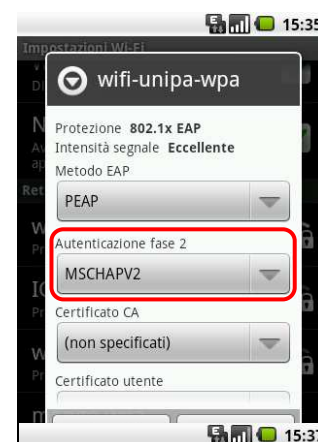 15:35
Impostazioni Wi-Fi
wifi-unipa-wpa
Protezione 802.1x EAP
Intensità segnale Eccellente
Metodo EAP
PEAP
Autenticazione fase 2
MSCHAPV2
Certificato CA
(non specificati)
Certificato utente
15:37